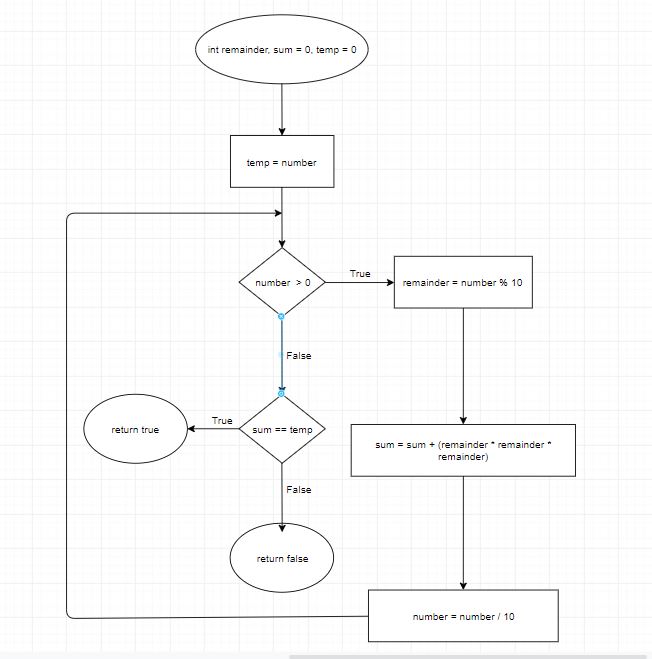 int remainder, sum = 0, temp = 0
temp = number
number > 0
True
remainder = number % 10
False
sum = sum + (remainder * remainder *
remainder)
return true
True
sum == temp
False
return false
number = number / 10